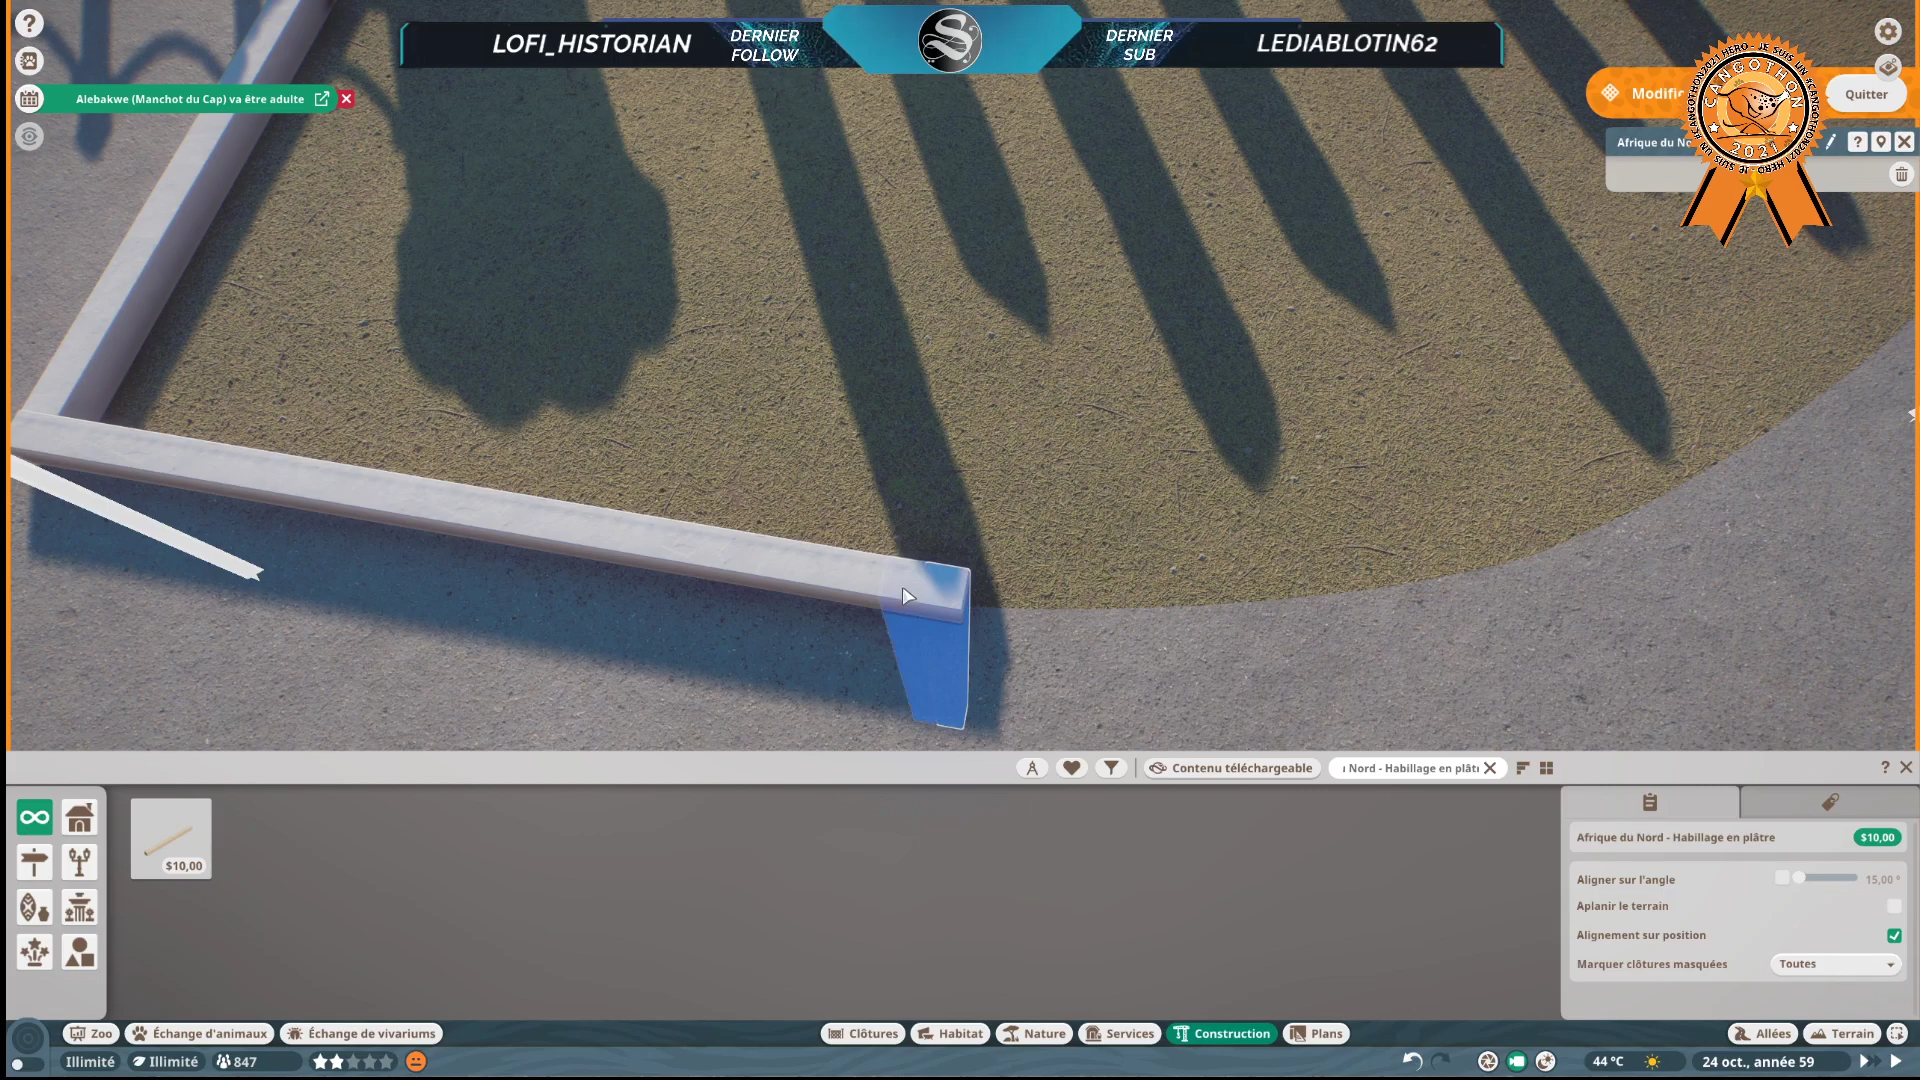 LOFI_HISTORIAN
DERNIER
FOLLOW
DERNIER
SUB
LEDIABLOTIN62
Alebakwe (Manchot du Cap) va être adulte
Modific
Quitter
CANGOTHON
2021
Afrique du No
Contenu téléchargeable
Nord - Habillage en plât
$10,00
Afrique du Nord - Habillage en plâtre
$10,00
Aligner sur l'angle
15,00 °
Aplanir le terrain
Alignement sur position
Marquer clôtures masquées
Toutes
Zoo
Échange d'animaux
Échange de vivariums
Clôtures
Habitat
Nature
Services
Construction
Plans
Allées
Terrain
Illimité
Illimité
847
44 °C
24 oct., année 59